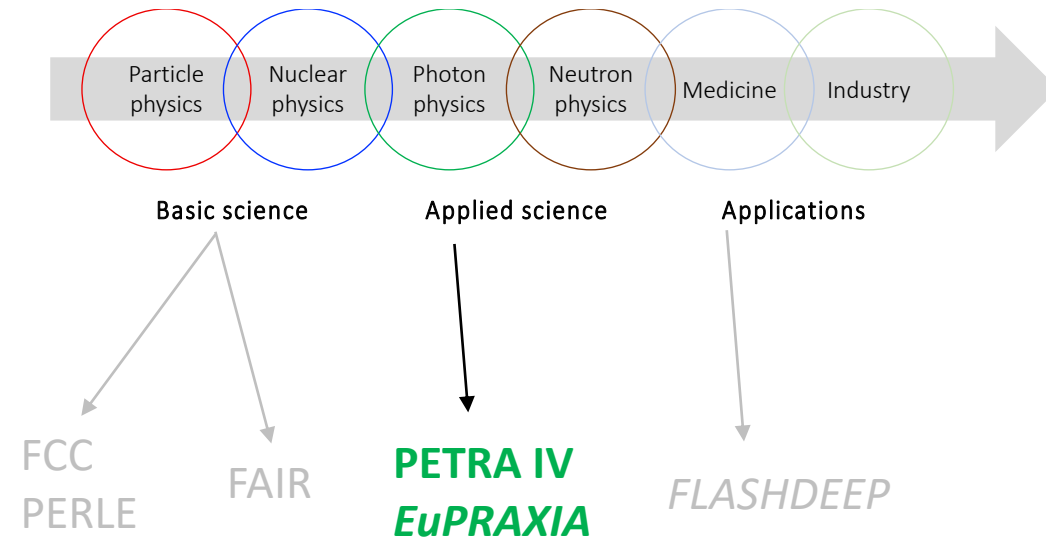 Particle
physics
Nuclear
physics
Photon
physics
Neutron
physics
Medicine
Industry
Basic science
Applied science
Applications
FCC
PERLE
FAIR
PETRA IV
EuPRAXIA
FLASHDEEP